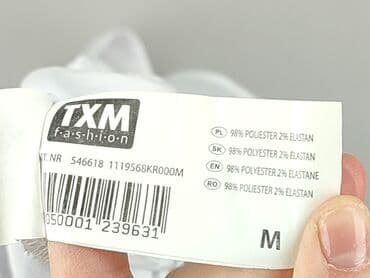 TXM
fashion
T. NR 546618 1119568KR000M
050001 239631
PL 98% POLIESTER 2% ELASTAN
SK 98% POLYESTER 2% ELASTAN
EN 98% POLYESTER 2% ELASTANE
RO 98% POLIESTER 2% ELASTAN
M